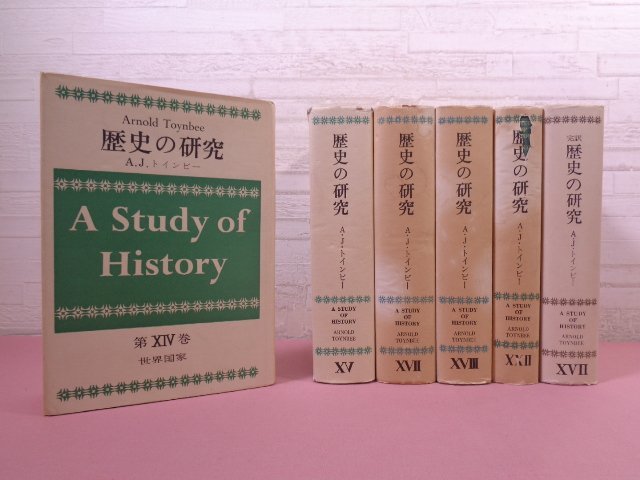 Arnold Toynbee
歴史の研究
A.J.トインビー
A Study of
History
第 XIV 巻
世界国家
歴史の研究
A・J・トインビー
A STUDY
OF
HISTORY
ARNOLD
TOYNBEE
XV
歴史の研究
A・J・トインビー
A STUDY
OF
HISTORY
ARNOLD
TOYNBEE
XVII
歴史の研究
A・J・トインビー
A STUDY
OF
HISTORY
ARNOLD
TOYNBEE
XVIII
歴史の研究
A・J・トインビー
A STUDY
OF
HISTORY
ARNOLD
TOYNBEE
XXII
完訳
歴史の研究
A・J・トインビー
A STUDY
OF
HISTORY
ARNOLD
TOYNBEE
XVII